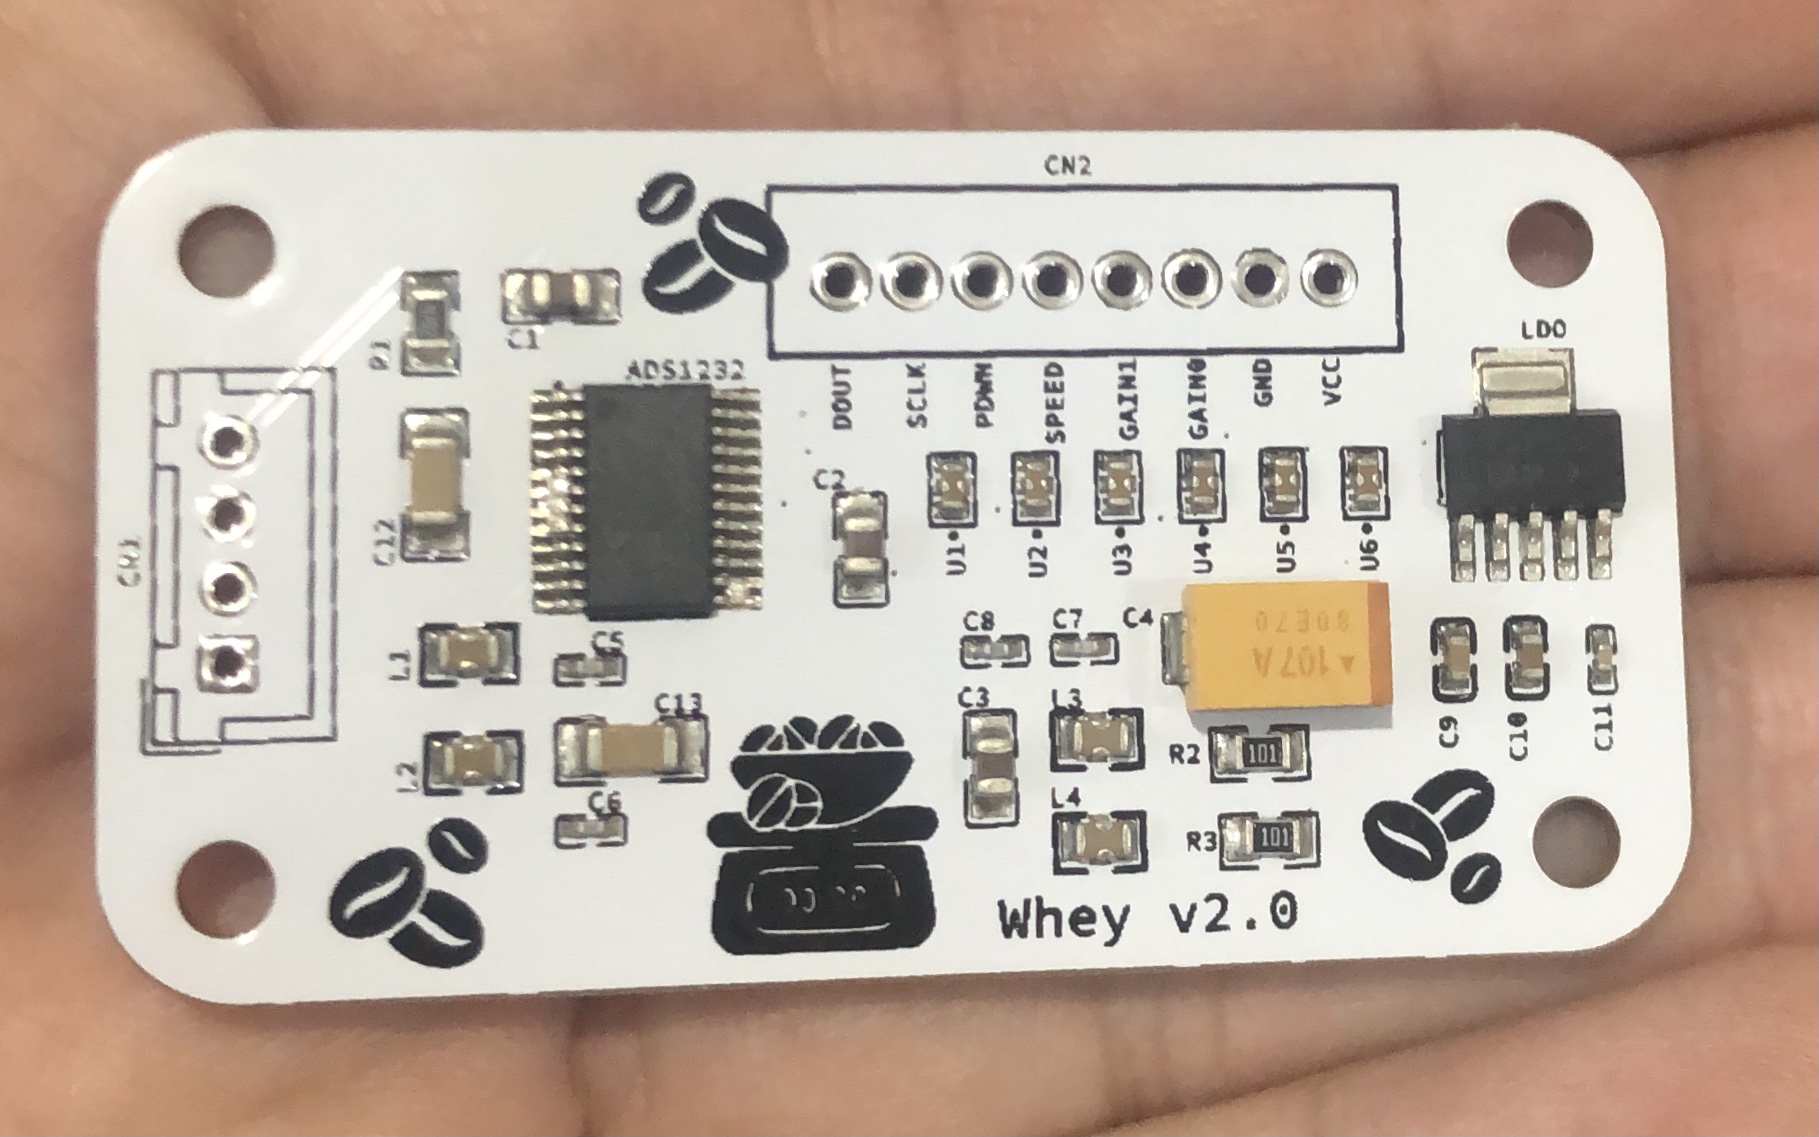 CN2
LDO
R1
C1
ADS1232
DOUT
SCLK
PDWN
SPEED
GAIN1
GAIN0
GND
VCC
C2
CN1
C12
U1
U2
U3
U4
U5
U6
L1
C5
C8
C7
C4
107A
80E70
C13
C3
L3
R2
101
C9
C10
C11
L2
C6
L4
R3
101
Whey v2.0